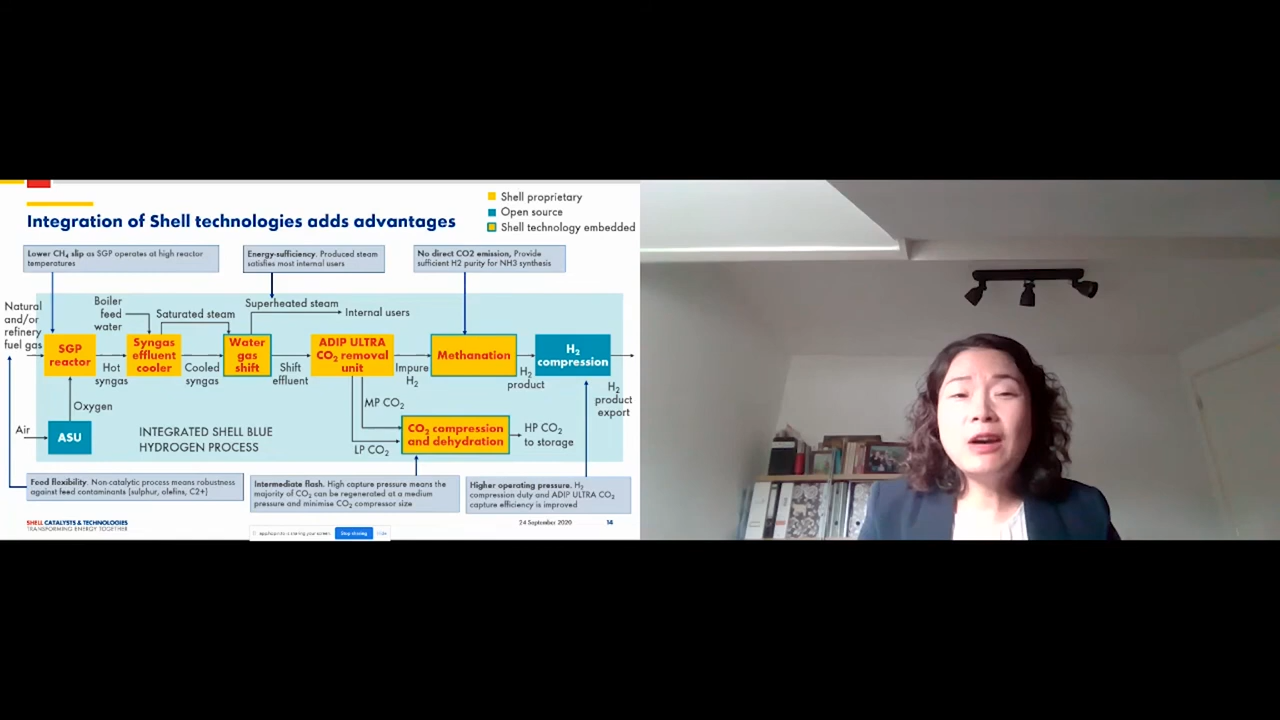 Integration of Shell technologies adds advantages
Shell proprietary
Open source
Shell technology embedded
Lower CH₄ slip as SGP operates at high reactor
temperatures
Energy-sufficiency. Produced steam
satisfies most internal users
No direct CO2 emission, Provide
sufficient H2 purity for NH3 synthesis
Natural
and/or
refinery
fuel gas
Boiler
feed
water
Saturated steam
Superheated steam
Internal users
SGP
reactor
Hot
syngas
Syngas
effluent
cooler
Cooled
syngas
Water
gas
shift
Shift
effluent
ADIP ULTRA
CO₂ removal
unit
Impure
H₂
Methanation
H₂
product
H₂
compression
H₂
product
export
Oxygen
Air
ASU
INTEGRATED SHELL BLUE
HYDROGEN PROCESS
MP CO₂
LP CO₂
CO₂ compression
and dehydration
HP CO₂
to storage
Feed flexibility. Non-catalytic process means robustness
against feed contaminants (sulphur, olefins, C2+)
Intermediate flash. High capture pressure means the
majority of CO₂ can be regenerated at a medium
pressure and minimise CO₂ compressor size
Higher operating pressure. H₂
compression duty and ADIP ULTRA CO₂
capture efficiency is improved
SHELL CATALYSTS & TECHNOLOGIES
TRANSFORMING ENERGY TOGETHER
24 September 2020
14
is sharing your screen.
Stop sharing
Hide